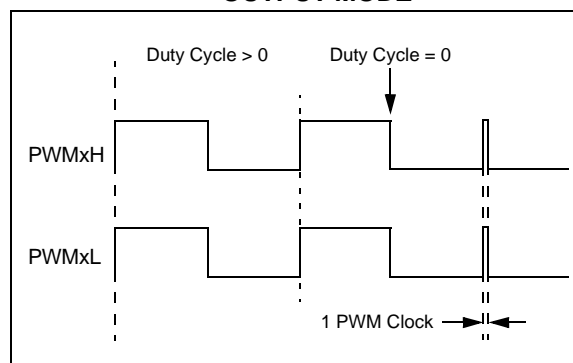 OUTPUT MODE
Duty Cycle > 0
Duty Cycle = 0
PWMxH
PWMxL
1 PWM Clock